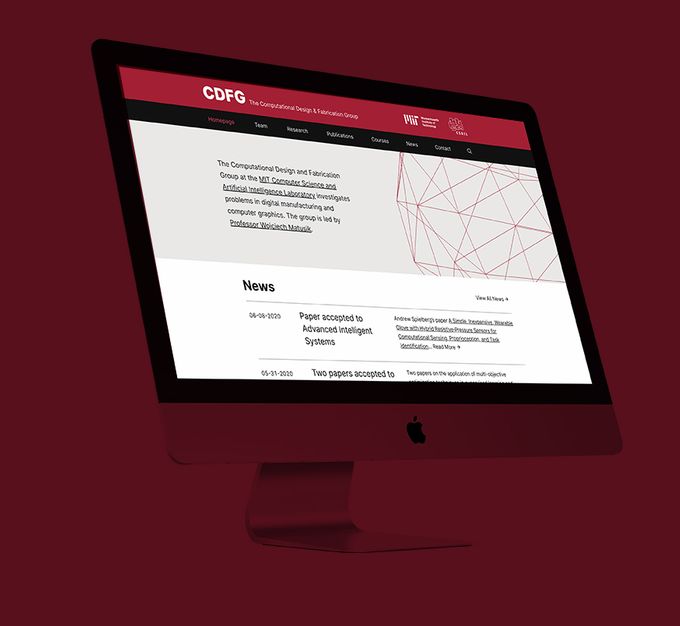 CDFG The Computational Design & Fabrication Group
MIT Massachusetts Institute of Technology
CSAIL
Homepage Team Research Publications Courses News Contact
The Computational Design and Fabrication
Group at the MIT Computer Science and
Artificial Intelligence Laboratory investigates
problems in digital manufacturing and
computer graphics. The group is led by
Professor Wojciech Matusik.
News
View All News →
06-08-2020
Paper accepted to
Advanced Intelligent
Systems
Andrew Spielberg's paper A Simple, Inexpensive, Wearable
Glove with Hybrid Resistive-Pressure Sensors for
Computational Sensing, Proprioception, and Task
Identification... Read More →
05-31-2020
Two papers accepted to
Two papers on the application of multi-objective